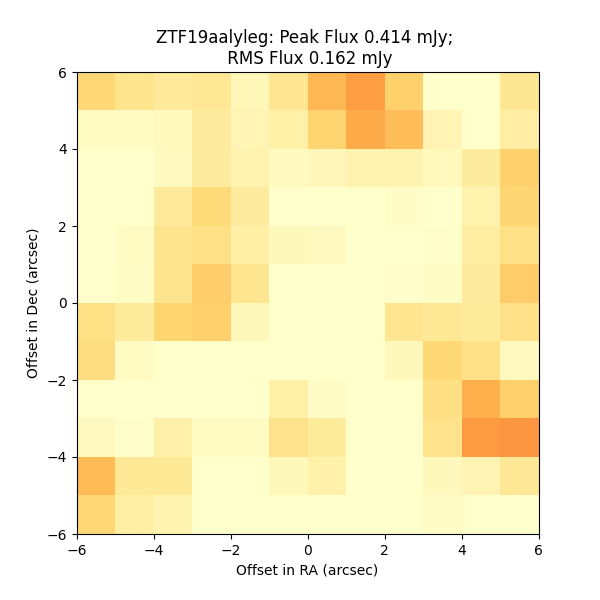 ZTF19aalyleg: Peak Flux 0.414 mJy;
RMS Flux 0.162 mJy
6
4
2
0
−2
−4
−6
Offset in Dec (arcsec)
−6 −4 −2 0 2 4 6
Offset in RA (arcsec)